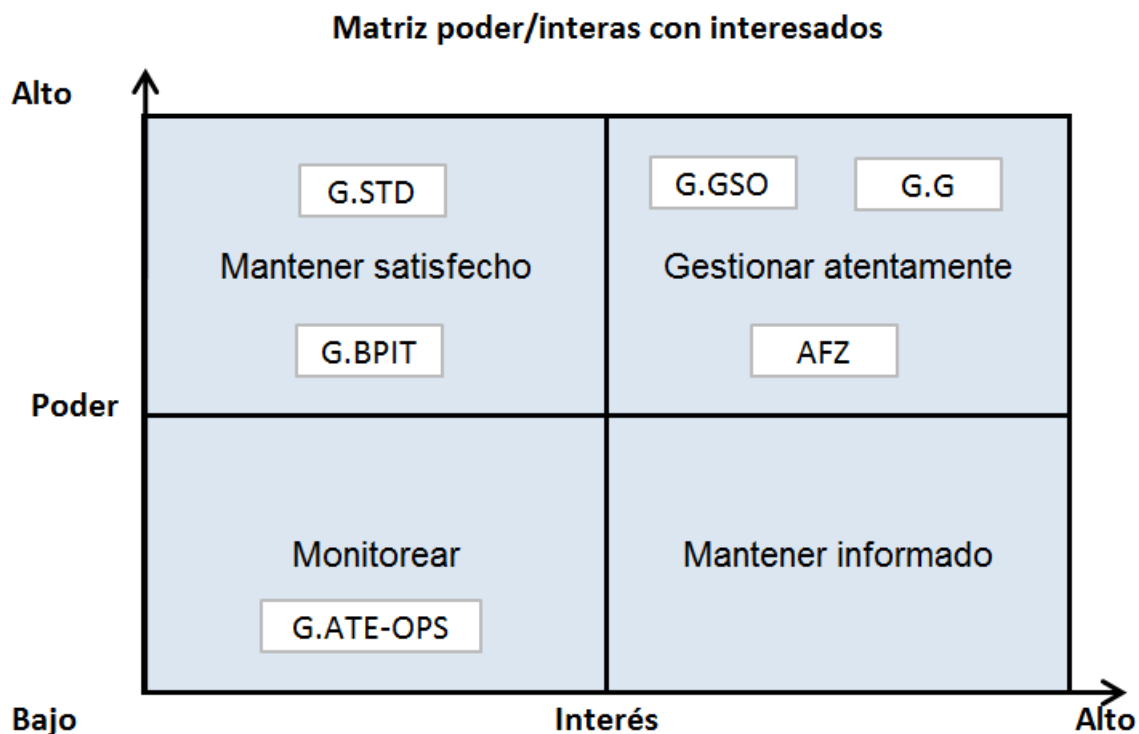 Matriz poder/interas con interesados
Alto
G.STD
G.GSO
G.G
Mantener satisfecho
Gestionar atentamente
G.BPIT
AFZ
Poder
Monitorear
Mantener informado
G.ATE-OPS
Bajo
Interés
Alto